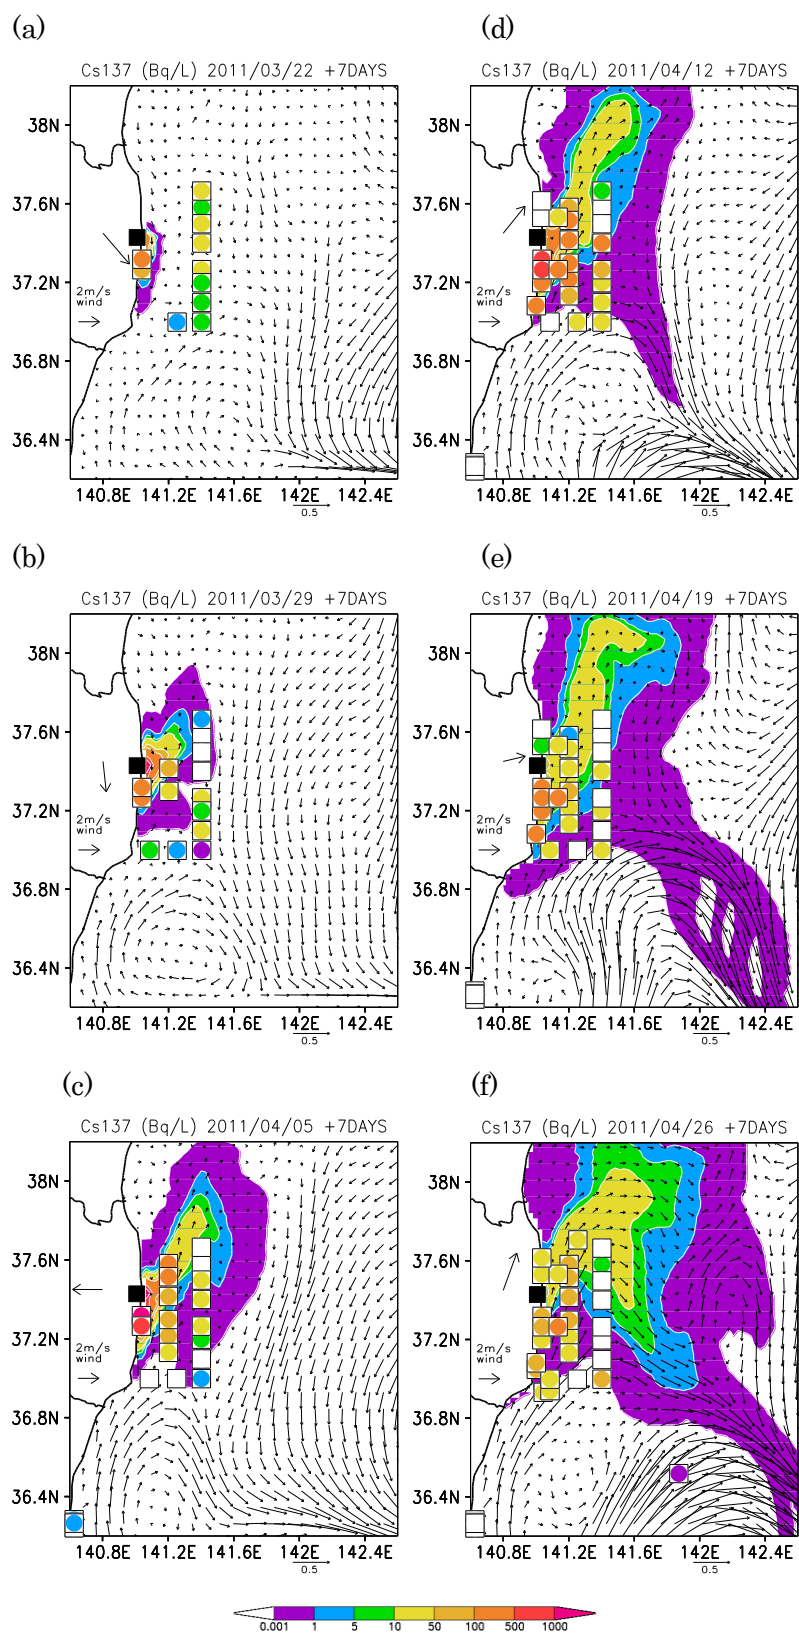 (a)
Cs137 (Bq/L) 2011/03/22 +7DAYS
38N
37.6N
37.2N
2m/s
wind
36.8N
36.4N
140.8E 141.2E 141.6E 142E 142.4E
0.5
(b)
Cs137 (Bq/L) 2011/03/29 +7DAYS
38N
37.6N
37.2N
2m/s
wind
36.8N
36.4N
140.8E 141.2E 141.6E 142E 142.4E
0.5
(c)
Cs137 (Bq/L) 2011/04/05 +7DAYS
38N
37.6N
37.2N
2m/s
wind
36.8N
36.4N
140.8E 141.2E 141.6E 142E 142.4E
0.5
(d)
Cs137 (Bq/L) 2011/04/12 +7DAYS
38N
37.6N
37.2N
2m/s
wind
36.8N
36.4N
140.8E 141.2E 141.6E 142E 142.4E
0.5
(e)
Cs137 (Bq/L) 2011/04/19 +7DAYS
38N
37.6N
37.2N
2m/s
wind
36.8N
36.4N
140.8E 141.2E 141.6E 142E 142.4E
0.5
(f)
Cs137 (Bq/L) 2011/04/26 +7DAYS
38N
37.6N
37.2N
2m/s
wind
36.8N
36.4N
140.8E 141.2E 141.6E 142E 142.4E
0.5
0.001 1 5 10 50 100 500 1000